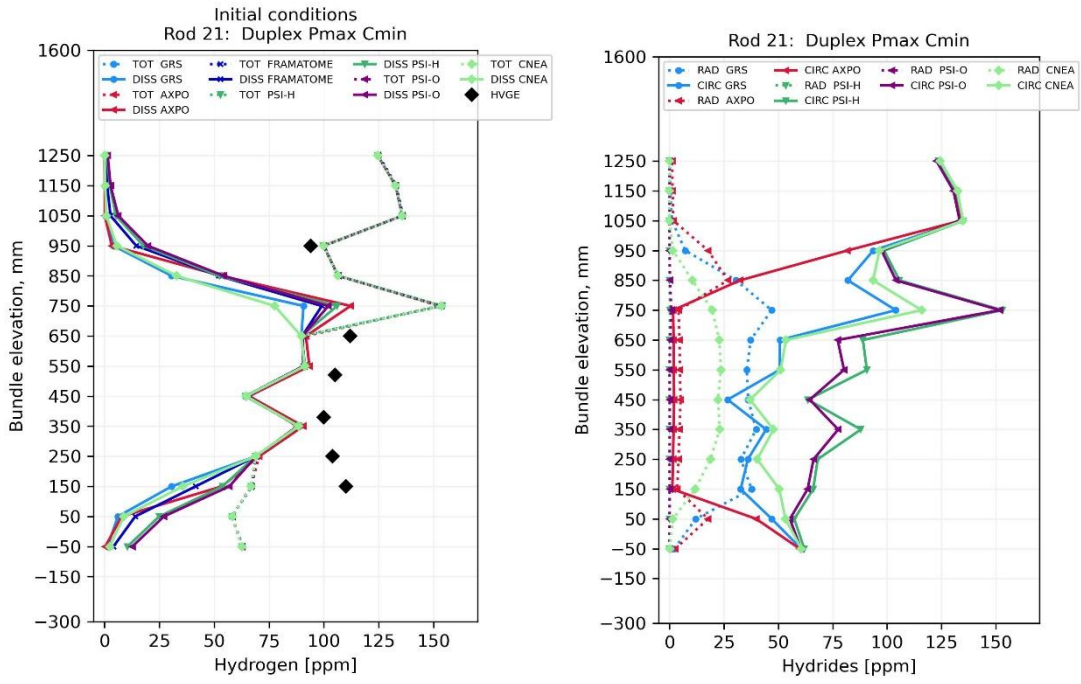 Initial conditions
Rod 21: Duplex Pmax Cmin
TOT GRS
DISS GRS
TOT AXPO
DISS AXPO
TOT FRAMATOME
DISS FRAMATOME
TOT PSI-H
DISS PSI-H
TOT PSI-O
DISS PSI-O
TOT CNEA
DISS CNEA
HVGE
1600
1250
1150
1050
950
850
750
650
550
450
350
250
150
50
−50
−300
Bundle elevation, mm
0 25 50 75 100 125 150
Hydrogen [ppm]
Rod 21: Duplex Pmax Cmin
RAD GRS
CIRC GRS
RAD AXPO
CIRC AXPO
RAD PSI-H
CIRC PSI-H
RAD PSI-O
CIRC PSI-O
RAD CNEA
CIRC CNEA
1600
1250
1150
1050
950
850
750
650
550
450
350
250
150
50
−50
−300
Bundle elevation, mm
0 25 50 75 100 125 150
Hydrides [ppm]